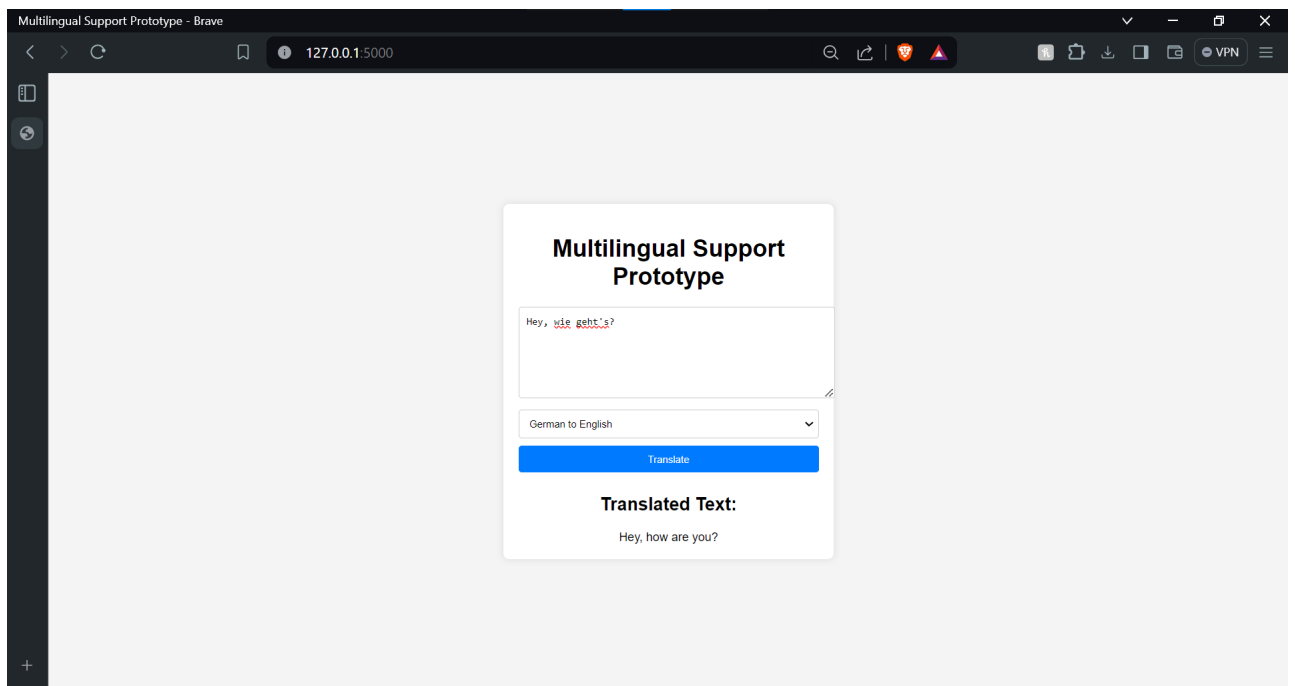 Multilingual Support Prototype - Brave
127.0.0.1:5000
VPN
Multilingual Support
Prototype
Hey, wie geht's?
German to English
Translate
Translated Text:
Hey, how are you?